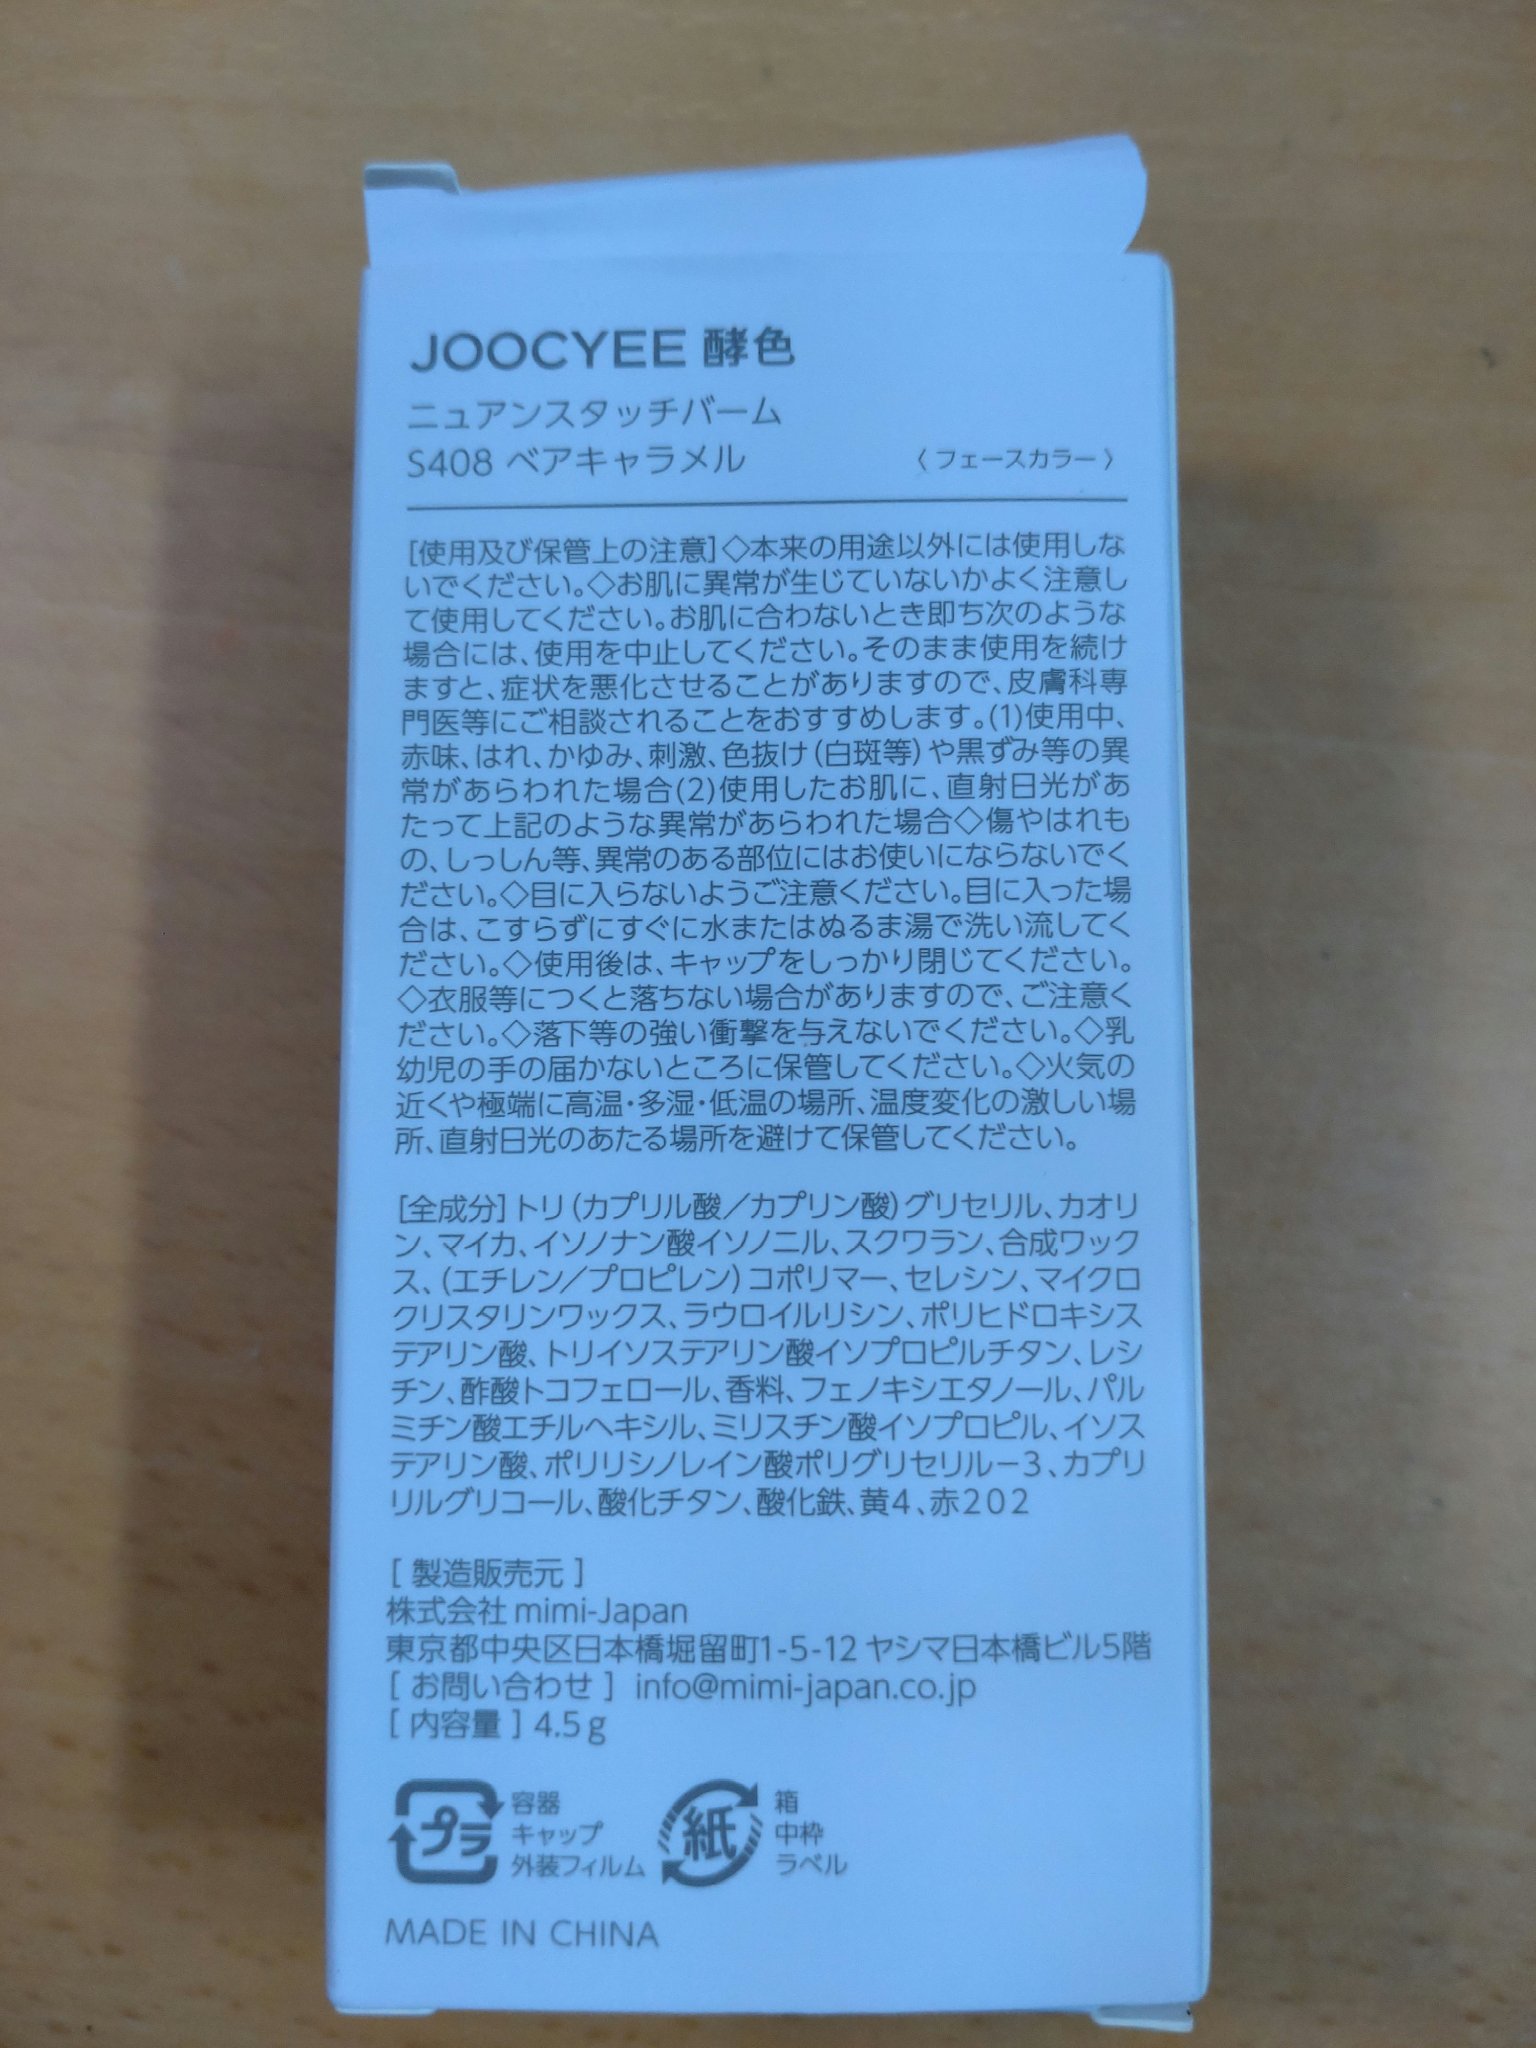 JOOCYEE 酵色
ニュアンスタッチバーム
S408 ベアキャラメル 〈フェースカラー〉
[使用及び保管上の注意]◇本来の用途以外には使用しな
いでください。◇お肌に異常が生じていないかよく注意し
て使用してください。お肌に合わないとき即ち次のような
場合には、使用を中止してください。そのまま使用を続け
ますと、症状を悪化させることがありますので、皮膚科専
門医等にご相談されることをおすすめします。(1)使用中、
赤味、はれ、かゆみ、刺激、色抜け(白斑等)や黒ずみ等の異
常があらわれた場合(2)使用したお肌に、直射日光があ
たって上記のような異常があらわれた場合◇傷やはれも
の、しっしん等、異常のある部位にはお使いにならないでく
ださい。◇目に入らないようご注意ください。目に入った場
合は、こすらずにすぐに水またはぬるま湯で洗い流してく
ださい。◇使用後は、キャップをしっかり閉じてください。
◇衣服等につくと落ちない場合がありますので、ご注意く
ださい。◇落下等の強い衝撃を与えないでください。◇乳
幼児の手の届かないところに保管してください。◇火気の
近くや極端に高温・多湿・低温の場所、温度変化の激しい場
所、直射日光のあたる場所を避けて保管してください。
[全成分]トリ(カプリル酸／カプリン酸)グリセリル、カオリ
ン、マイカ、イソノナン酸イソノニル、スクワラン、合成ワック
ス、(エチレン／プロピレン)コポリマー、セレシン、マイクロ
クリスタリンワックス、ラウロイルリシン、ポリヒドロキシス
テアリン酸、トリイソステアリン酸イソプロピルチタン、レシ
チン、酢酸トコフェロール、香料、フェノキシエタノール、パル
ミチン酸エチルヘキシル、ミリスチン酸イソプロピル、イソス
テアリン酸、ポリリシノレイン酸ポリグリセリル－３、カプリ
リルグリコール、酸化チタン、酸化鉄、黄４、赤２０２
[ 製造販売元 ]
株式会社 mimi-Japan
東京都中央区日本橋堀留町1-5-12 ヤシマ日本橋ビル5階
[ お問い合わせ ] info@mimi-japan.co.jp
[ 内容量 ] 4.5g
プラ 容器 紙 箱
キャップ 中枠
外装フィルム ラベル
MADE IN CHINA